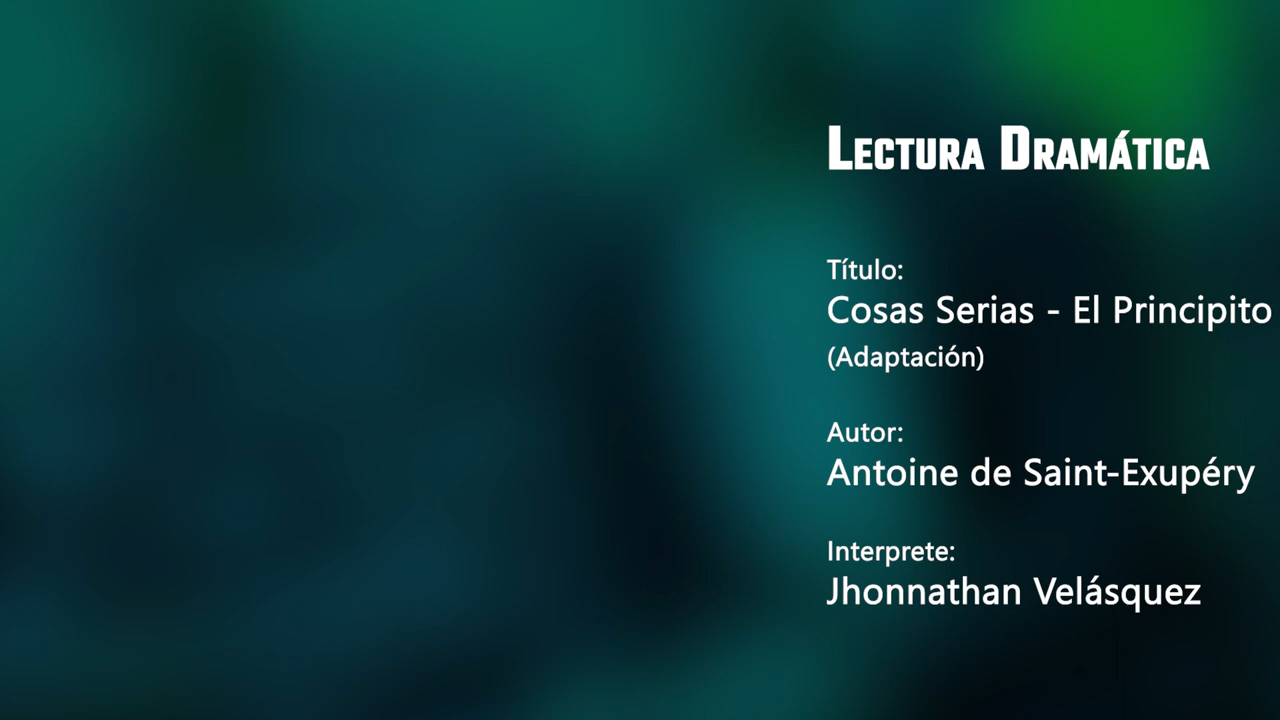 Lectura Dramática
Título:
Cosas Serias - El Principito
(Adaptación)
Autor:
Antoine de Saint-Exupéry
Interprete:
Jhonnathan Velásquez